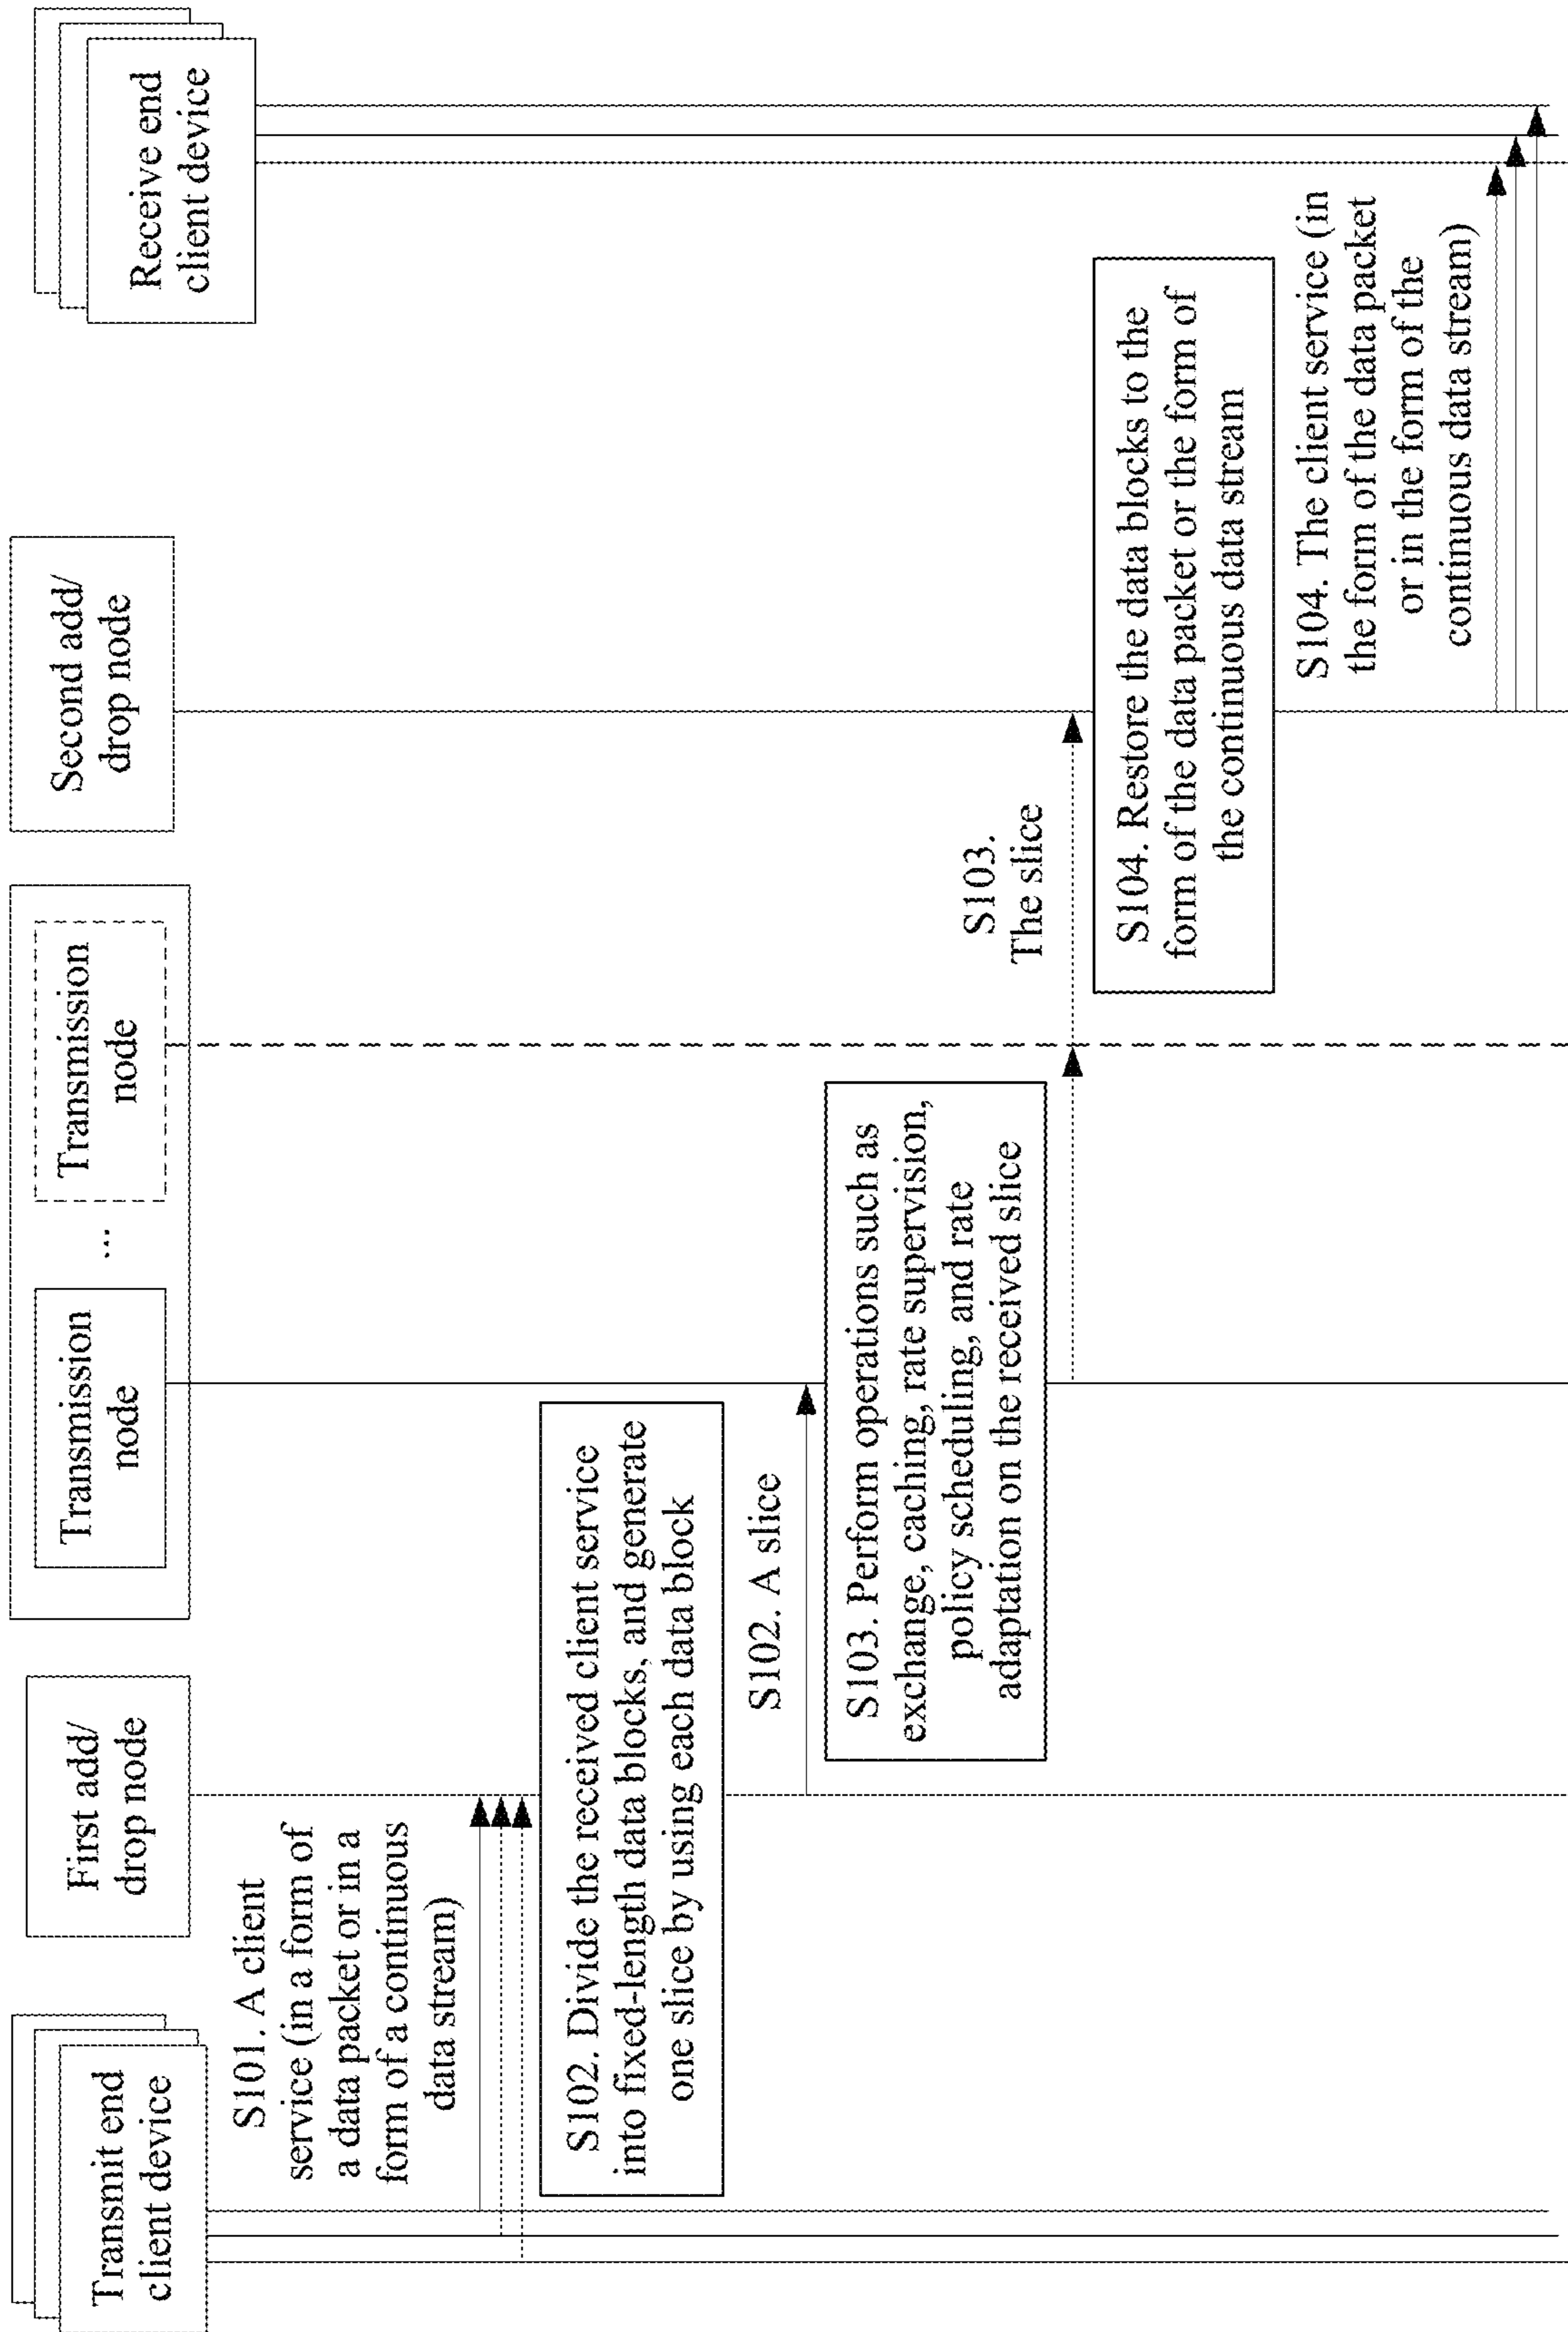 Transmit end
client device
First add/
drop node
Transmission
node
...
Transmission
node
Second add/
drop node
Receive end
client device
S101. A client
service (in a form of
a data packet or in a
form of a continuous
data stream)
S102. Divide the received client service
into fixed-length data blocks, and generate
one slice by using each data block
S102. A slice
S103. Perform operations such as
exchange, caching, rate supervision,
policy scheduling, and rate
adaptation on the received slice
S103.
The slice
S104. Restore the data blocks to the
form of the data packet or the form of
the continuous data stream
S104. The client service (in
the form of the data packet
or in the form of the
continuous data stream)